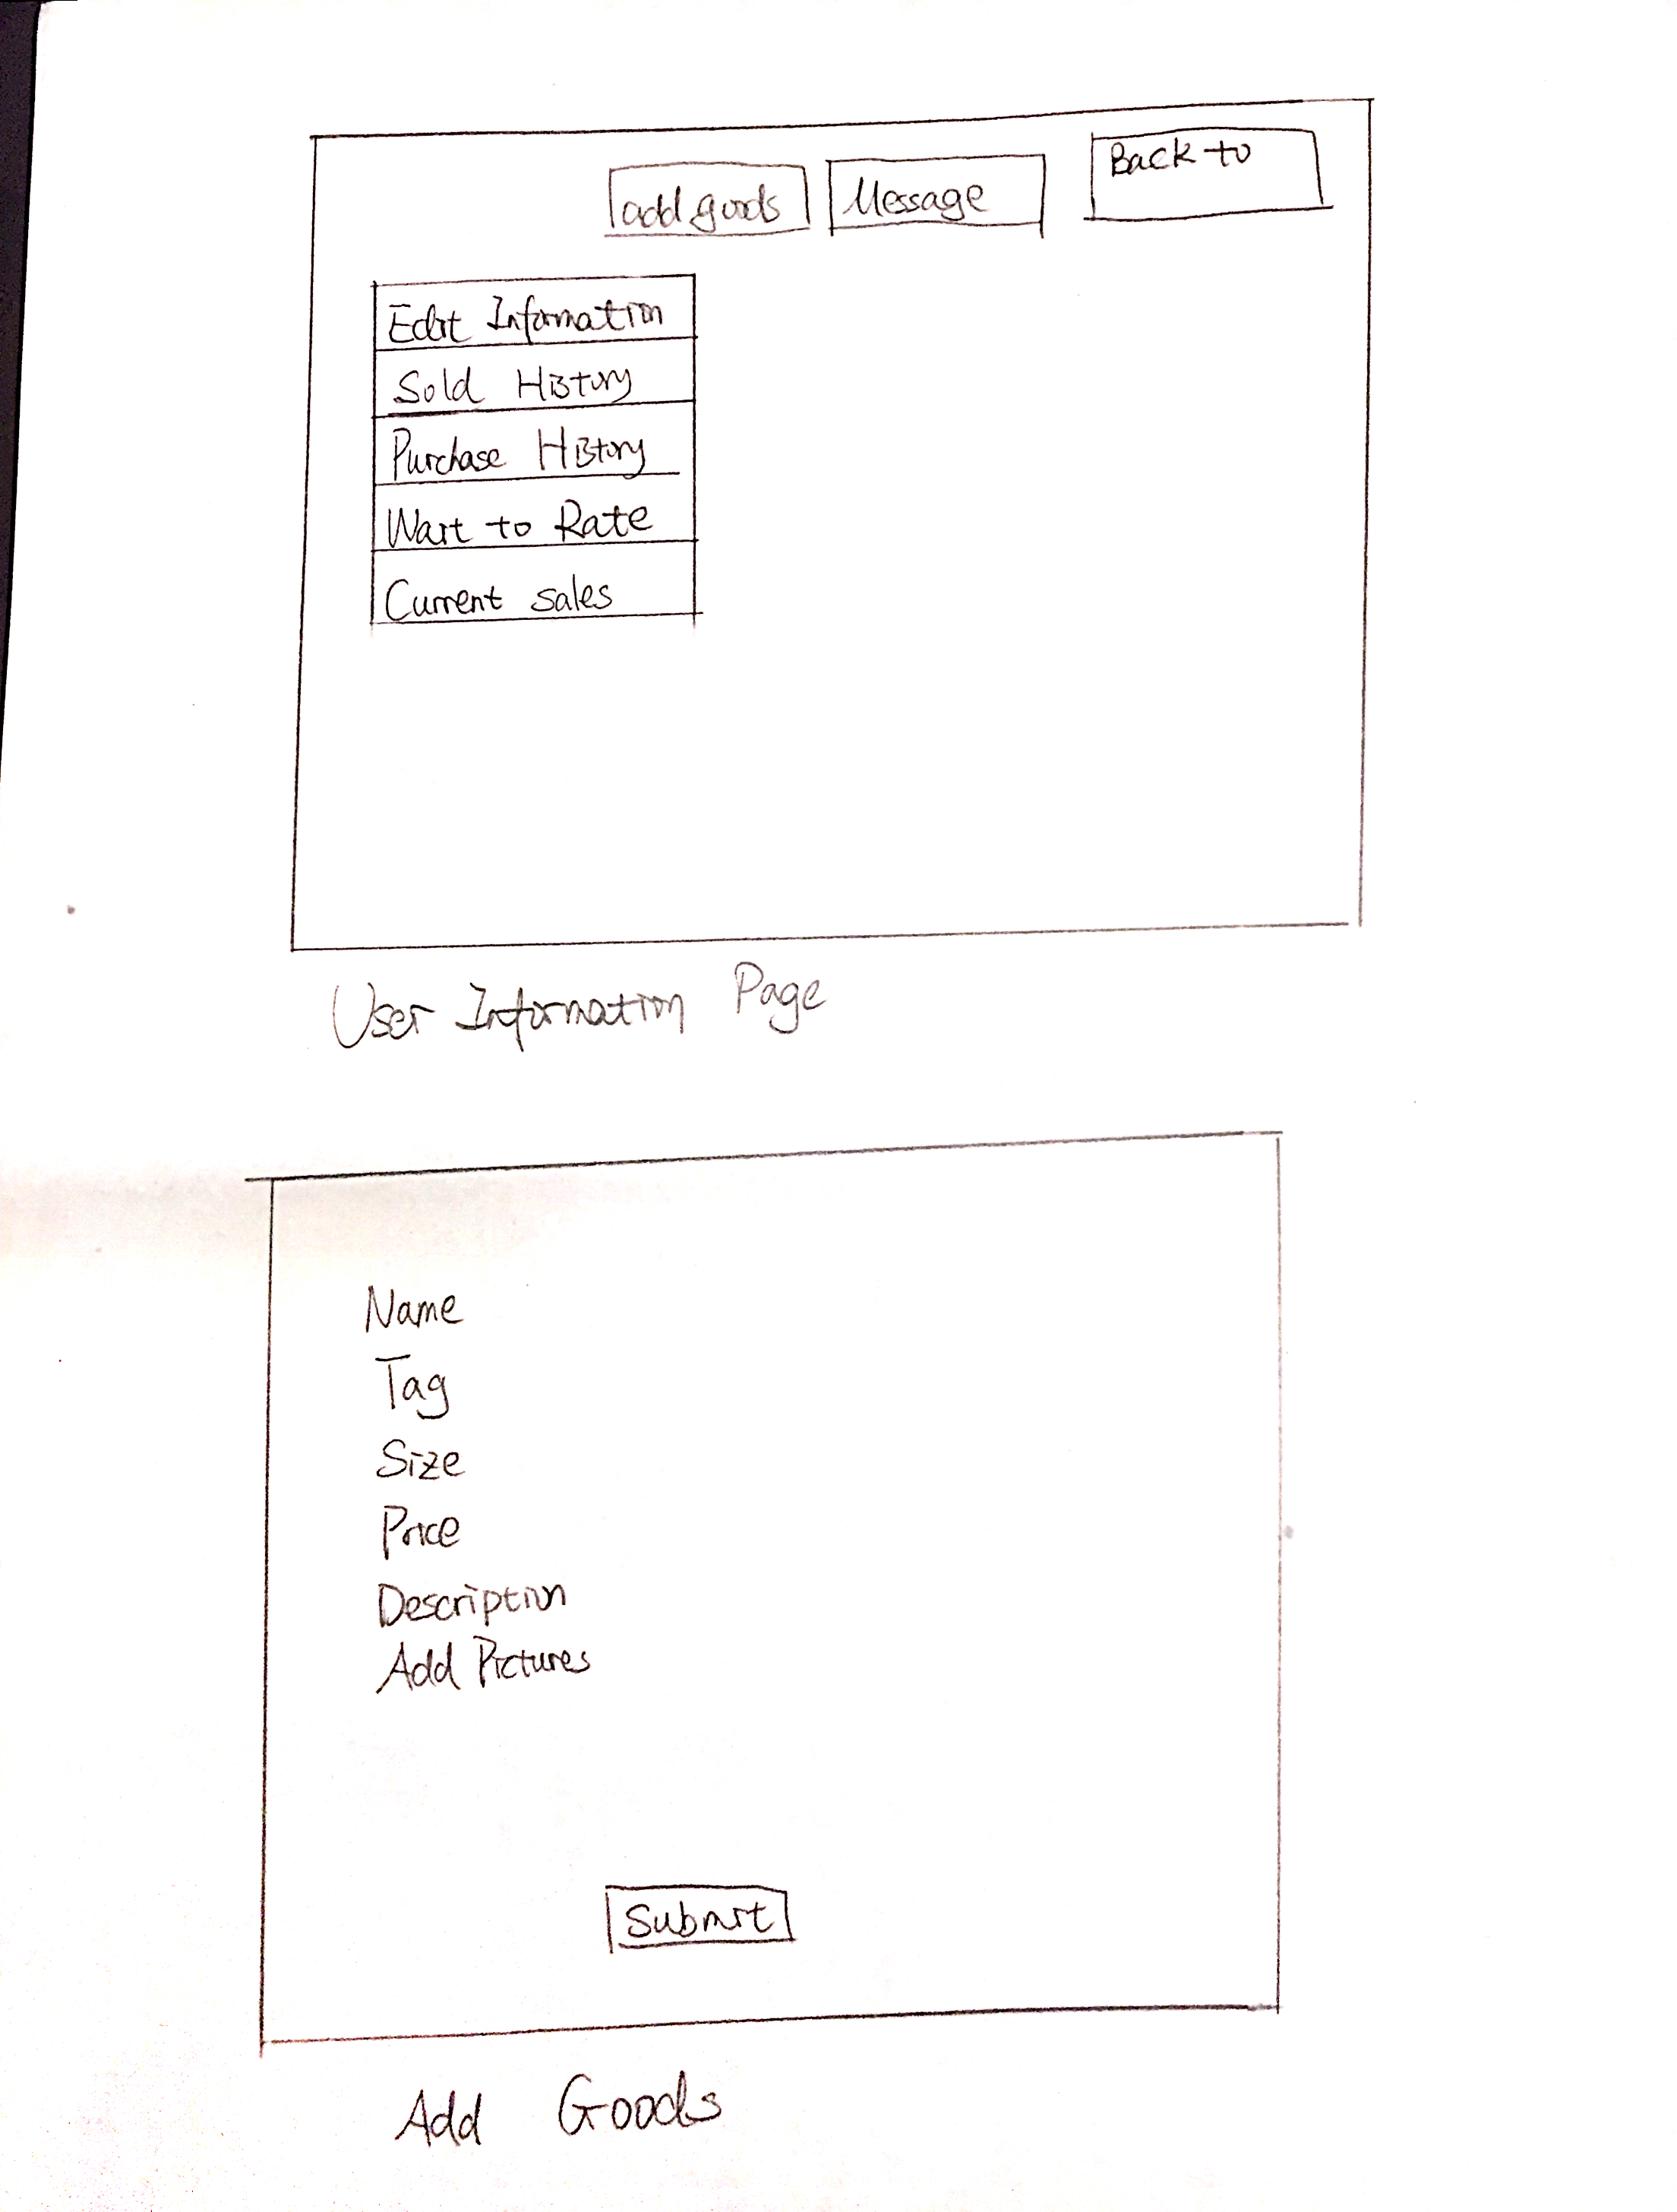 add goods
Message
Back to
Edit Information
Sold History
Purchase History
Wait to Rate
Current sales
User Information Page
Name
Tag
Size
Price
Description
Add Pictures
Submit
Add Goods